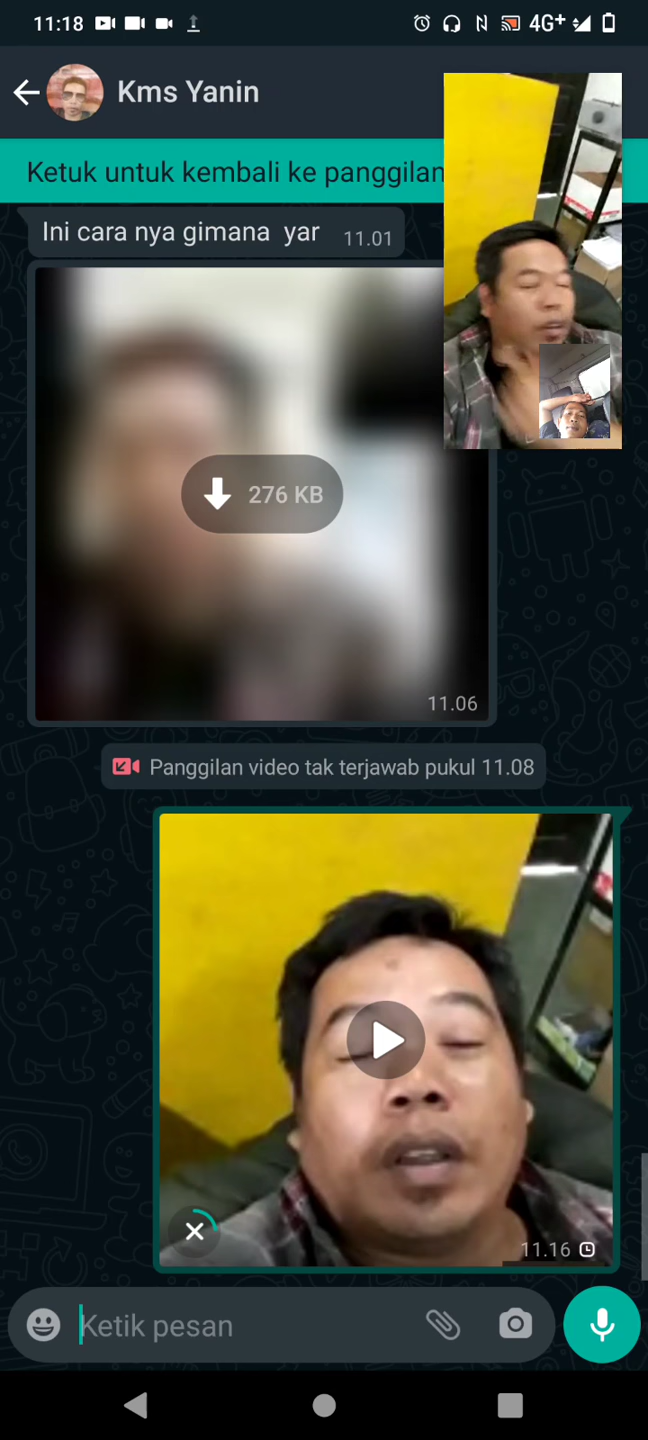 11:18
4G+
Kms Yanin
Ketuk untuk kembali ke panggilan
Ini cara nya gimana yar 11.01
276 KB
11.06
Panggilan video tak terjawab pukul 11.08
11.16
Ketik pesan